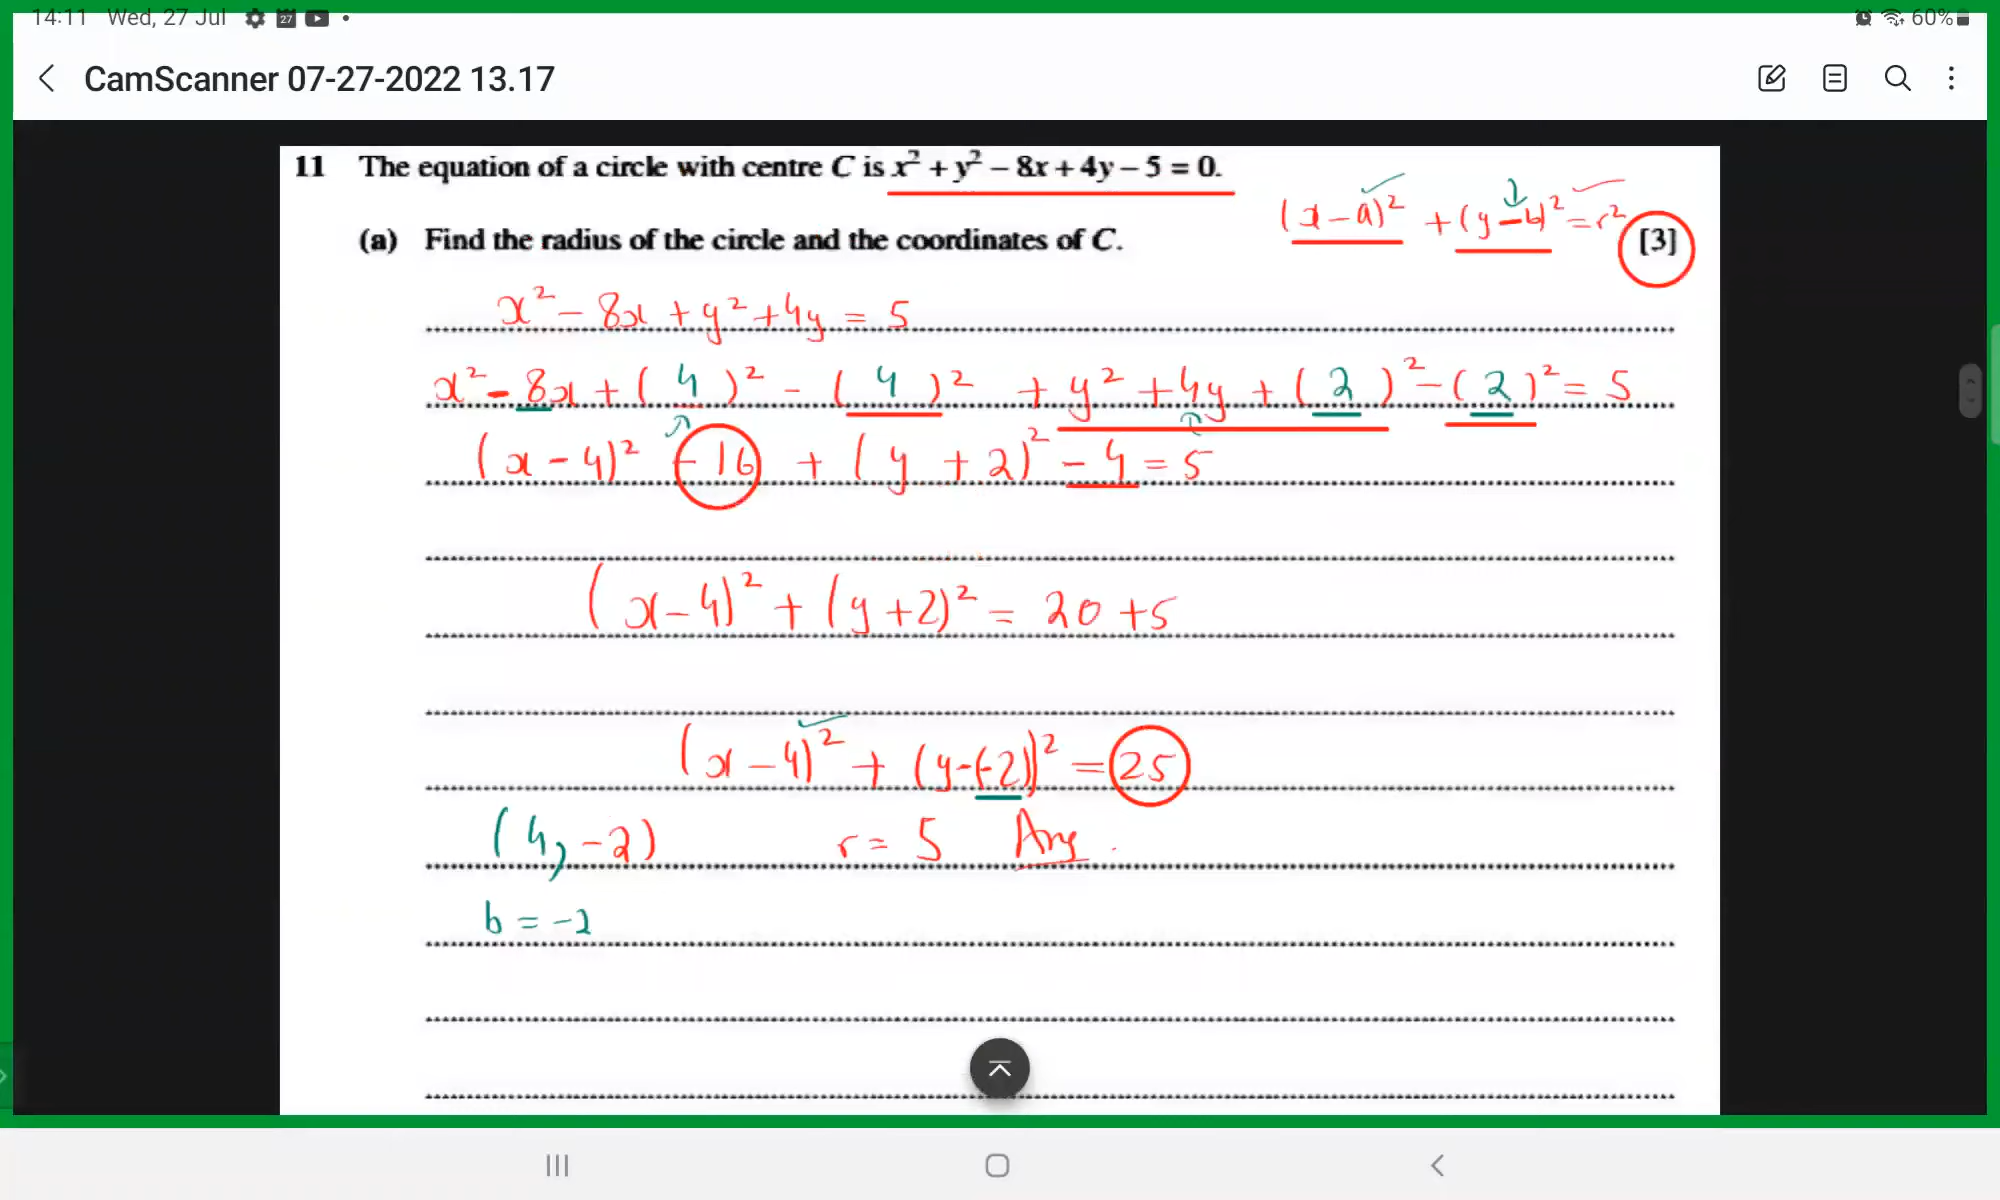 14:11 Wed, 27 Jul 27 60%
CamScanner 07-27-2022 13.17
11 The equation of a circle with centre C is x² + y² – 8x + 4y – 5 = 0.
(x – a)² + (y – b)² = r²
(a) Find the radius of the circle and the coordinates of C. [3]
x² – 8x + y² + 4y = 5
x² – 8x + ( 4 )² – ( 4 )² + y² + 4y + ( 2 )² – ( 2 )² = 5
(x – 4)² – 16 + (y + 2)² – 4 = 5
(x – 4)² + (y + 2)² = 20 + 5
(x – 4)² + (y – (–2))² = 25
(4, –2) r = 5 Ans.
b = –2